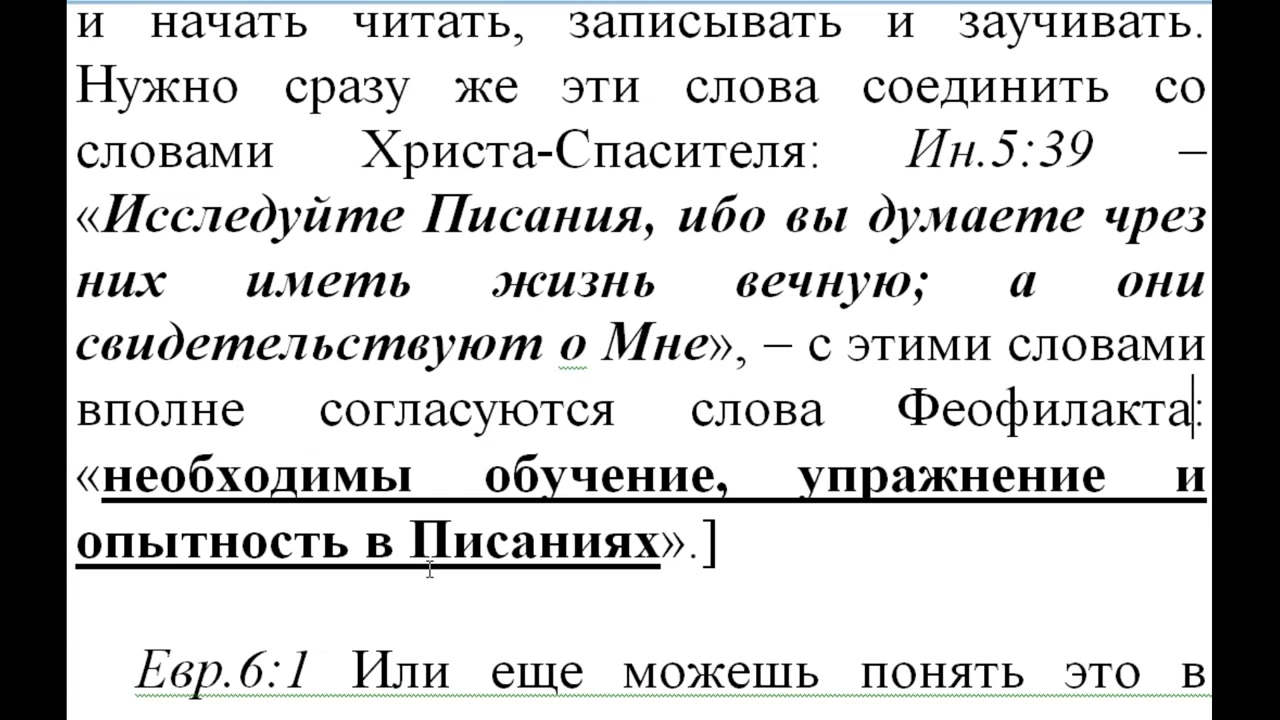 и начать читать, записывать и заучивать.
Нужно сразу же эти слова соединить со
словами Христа-Спасителя: Ин.5:39 –
«Исследуйте Писания, ибо вы думаете чрез
них иметь жизнь вечную; а они
свидетельствуют о Мне», – с этими словами
вполне согласуются слова Феофилакта:
«необходимы обучение, упражнение и
опытность в Писаниях».]
Евр.6:1 Или еще можешь понять это в